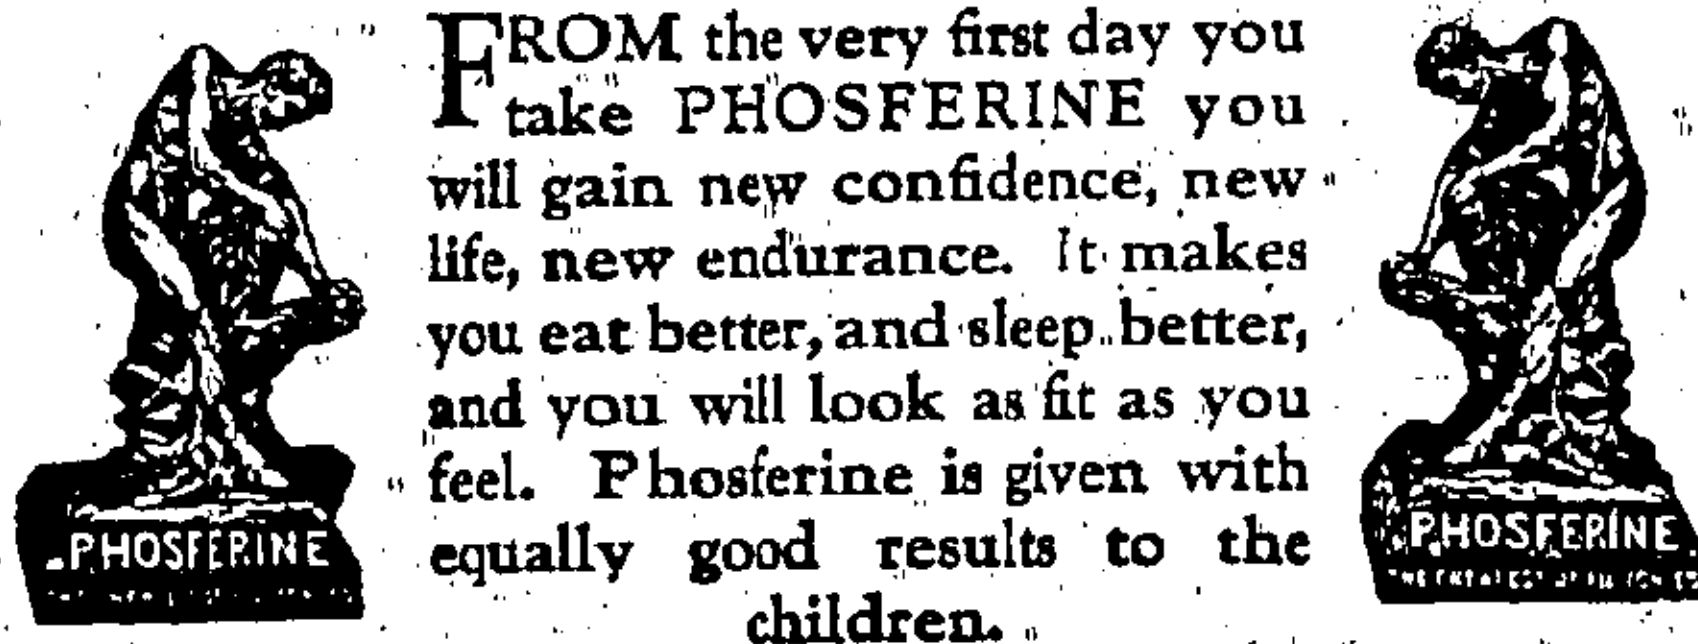 FROM the very first day you
take PHOSFERINE you
will gain new confidence, new
life, new endurance. It makes
you eat better, and sleep better,
and you will look as fit as you
feel. Phosferine is given with
equally good results to the
children.
PHOSFERINE
PHOSFERINE